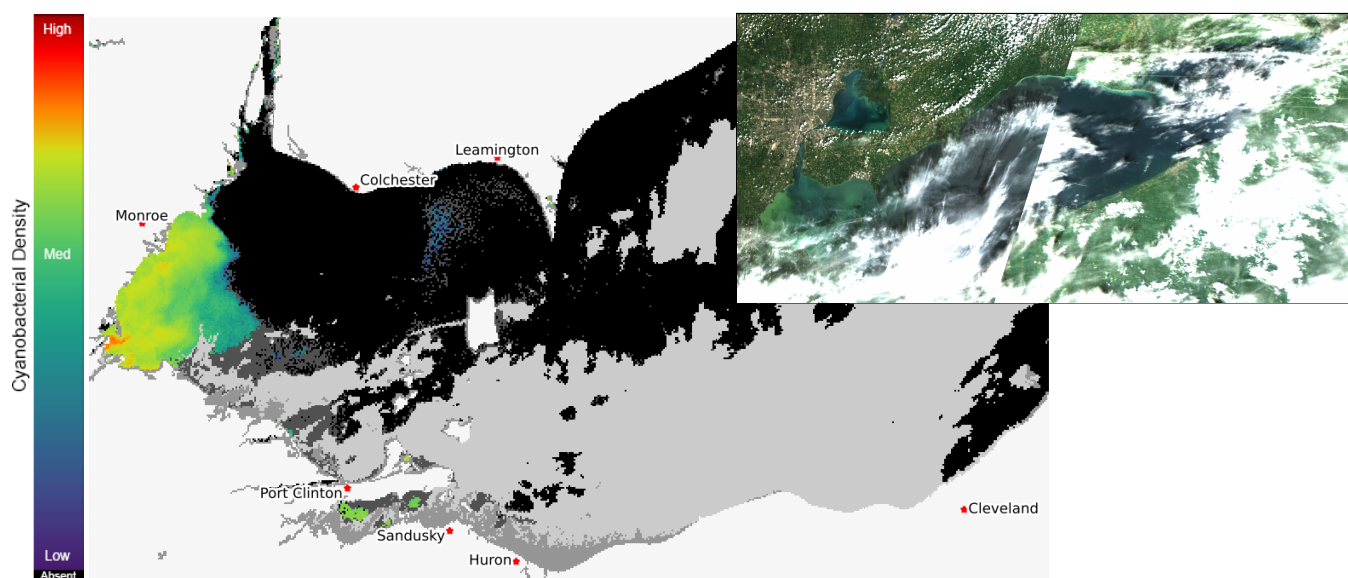 High
Med
Low
Absent
Cyanobacterial Density
Leamington
Colchester
Monroe
Port Clinton
Sandusky
Huron
Cleveland